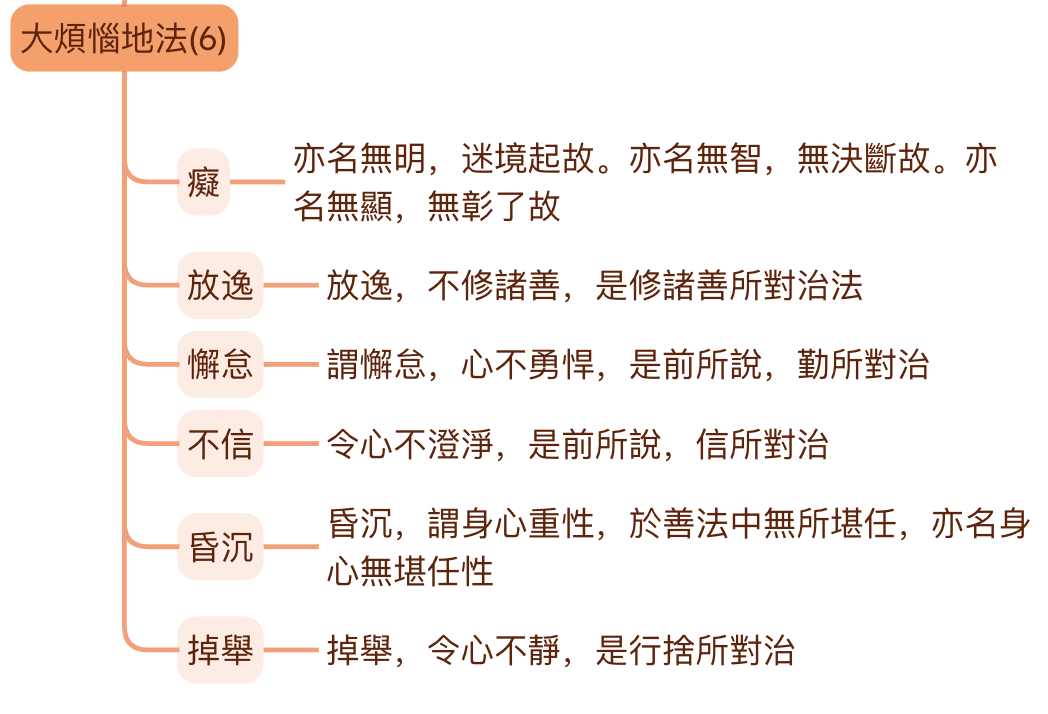 大煩惱地法(6)
癡
亦名無明，迷境起故。亦名無智，無決斷故。亦
名無顯，無彰了故
放逸
放逸，不修諸善，是修諸善所對治法
懈怠
謂懈怠，心不勇悍，是前所說，勤所對治
不信
令心不澄淨，是前所說，信所對治
昏沉
昏沉，謂身心重性，於善法中無所堪任，亦名身
心無堪任性
掉舉
掉舉，令心不靜，是行捨所對治